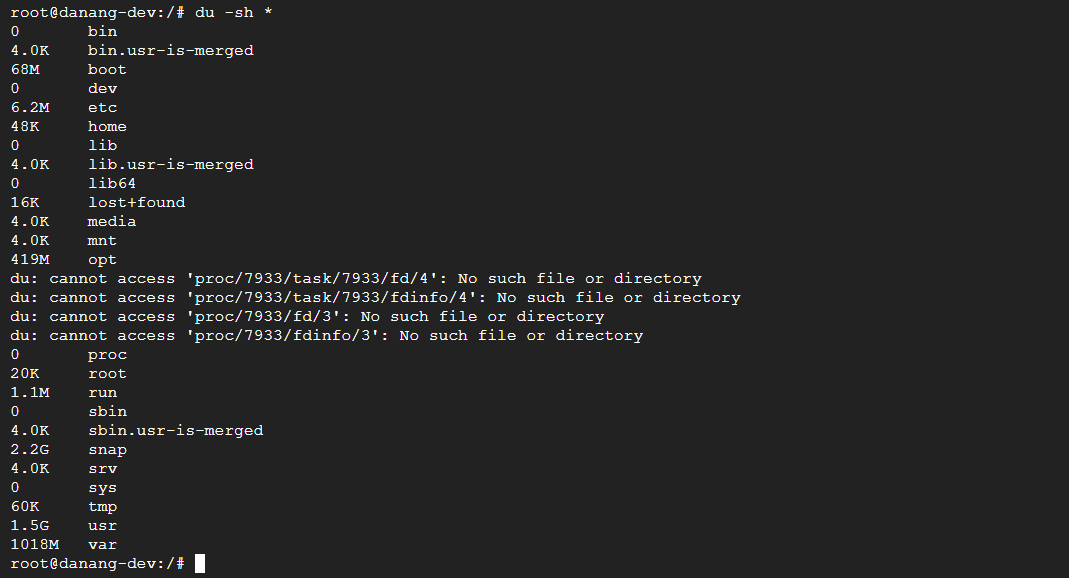 root@danang-dev:/# du -sh *
0       bin
4.0K    bin.usr-is-merged
68M     boot
0       dev
6.2M    etc
48K     home
0       lib
4.0K    lib.usr-is-merged
0       lib64
16K     lost+found
4.0K    media
4.0K    mnt
419M    opt
du: cannot access 'proc/7933/task/7933/fd/4': No such file or directory
du: cannot access 'proc/7933/task/7933/fdinfo/4': No such file or directory
du: cannot access 'proc/7933/fd/3': No such file or directory
du: cannot access 'proc/7933/fdinfo/3': No such file or directory
0       proc
20K     root
1.1M    run
0       sbin
4.0K    sbin.usr-is-merged
2.2G    snap
4.0K    srv
0       sys
60K     tmp
1.5G    usr
1018M   var
root@danang-dev:/#